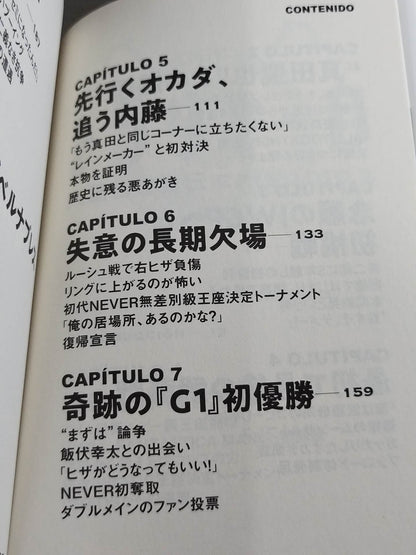 CONTENIDO
CAPÍTULO 5
先行くオカダ、
追う内藤―111
「もう真田と同じコーナーに立ちたくない」
“レインメーカー”と初対決
本物を証明
歴史に残る悪あがき
CAPÍTULO 6
失意の長期欠場―133
ルーシュ戦で右ヒザ負傷
リングに上がるのが怖い
初代NEVER無差別級王座決定トーナメント
「俺の居場所、あるのかな?」
復帰宣言
CAPÍTULO 7
奇跡の『G1』初優勝―159
“まずは”論争
飯伏幸太との出会い
「ヒザがどうなってもいい!」
NEVER初奪取
ダブルメインのファン投票